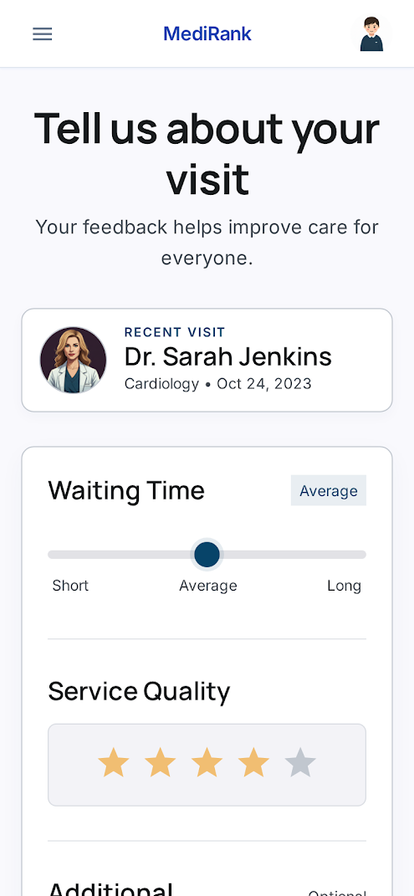 MediRank
Tell us about your
visit
Your feedback helps improve care for
everyone.
RECENT VISIT
Dr. Sarah Jenkins
Cardiology • Oct 24, 2023
Waiting Time
Average
Short
Average
Long
Service Quality
Additional
Optional